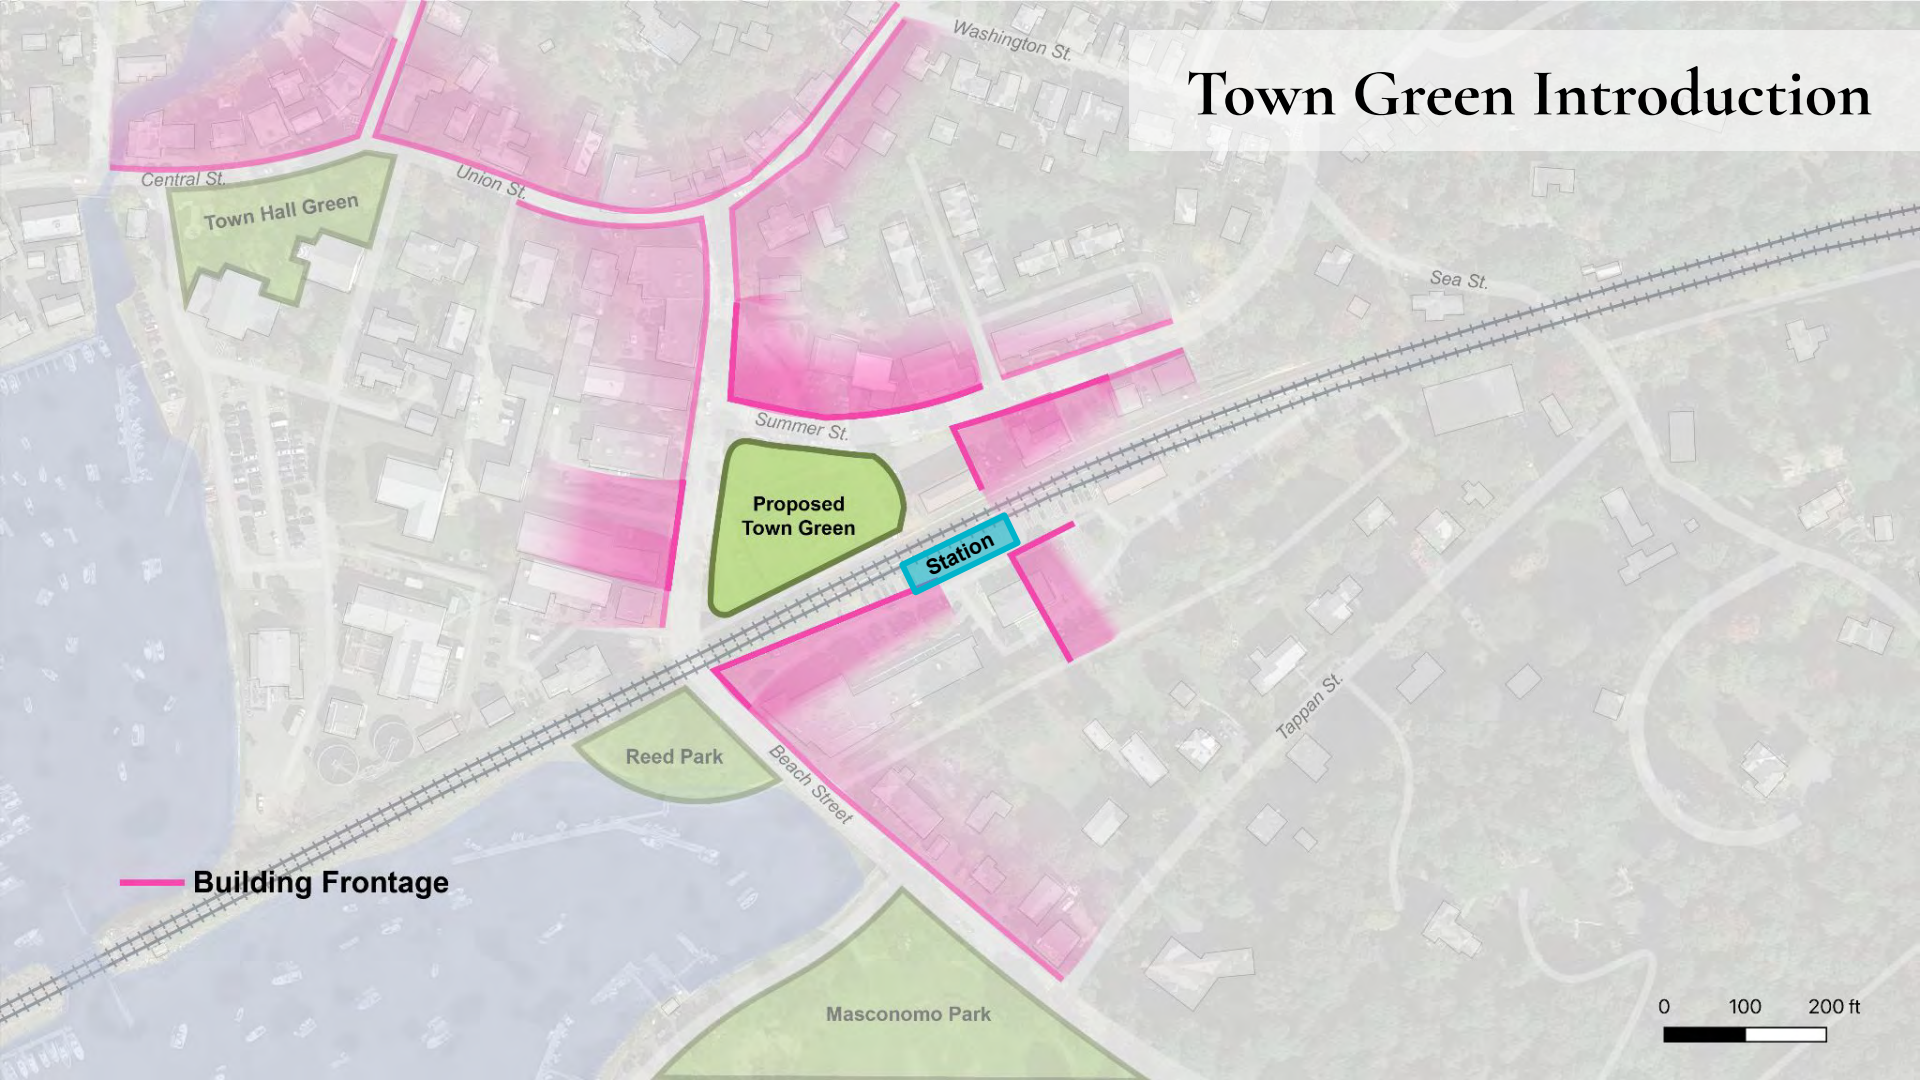 Town Green Introduction
Washington St.
Central St.
Union St.
Town Hall Green
Sea St.
Summer St.
Proposed
Town Green
Station
Tappan St.
Reed Park
Beach Street
Building Frontage
Masconomo Park
0 100 200 ft